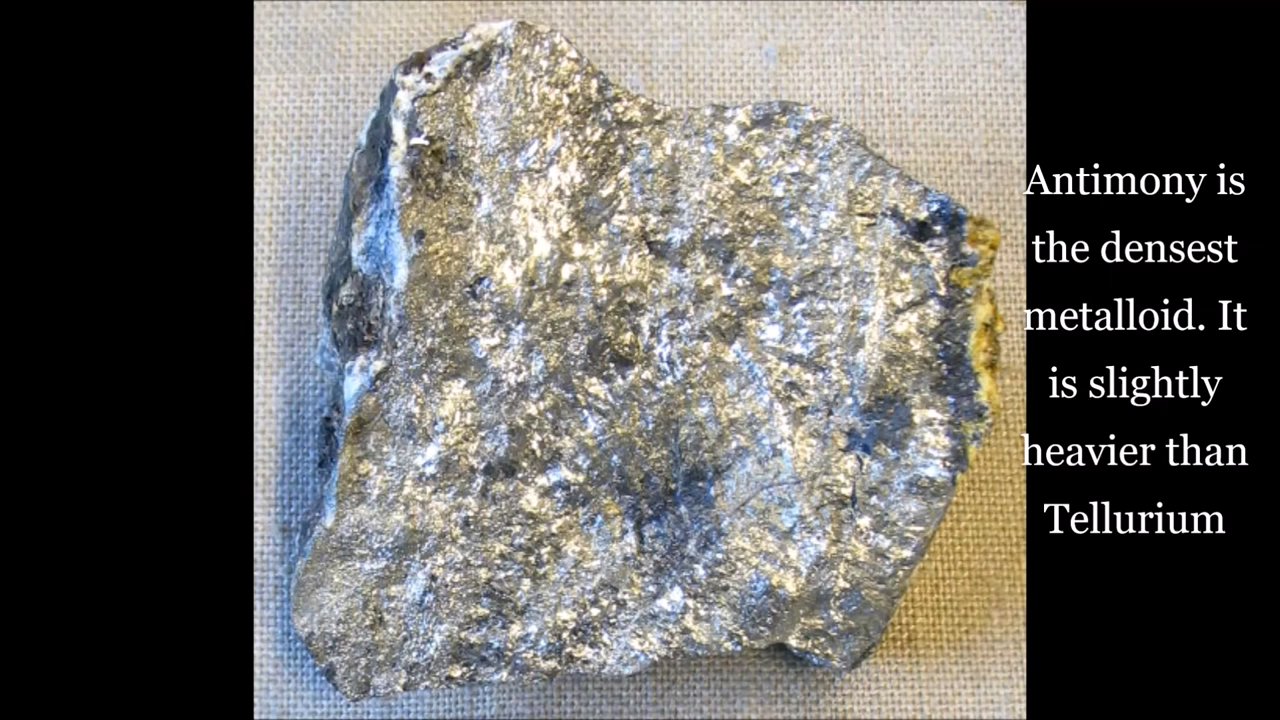 Antimony is
the densest
metalloid. It
is slightly
heavier than
Tellurium